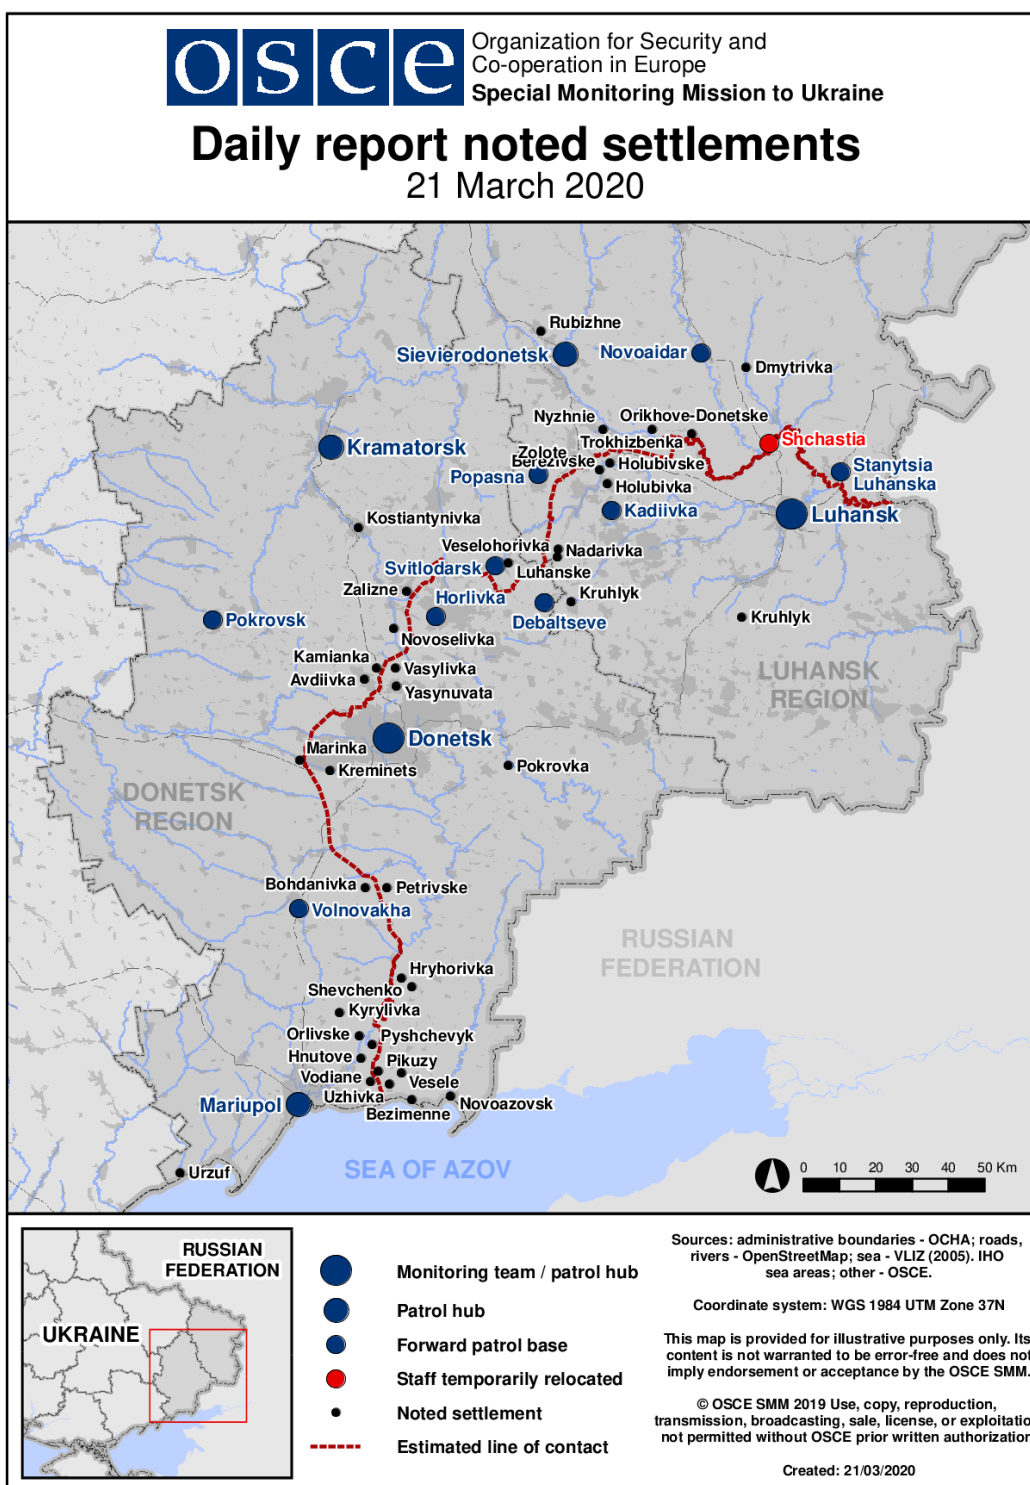 osce
Organization for Security and
Co-operation in Europe
Special Monitoring Mission to Ukraine
Daily report noted settlements
21 March 2020
Rubizhne
Sievierodonetsk
Novoaidar
Dmytrivka
Nyzhnie
Orikhove-Donetske
Trokhizbenka
Shchastia
Kramatorsk
Zolote
Berezivske
Holubivske
Popasna
Stanytsia
Luhanska
Holubivka
Kadiivka
Luhansk
Kostiantynivka
Veselohorivka
Nadarivka
Svitlodarsk
Luhanske
Zalizne
Horlivka
Kruhlyk
Debaltseve
Kruhlyk
Pokrovsk
Novoselivka
Kamianka
Vasylivka
Avdiivka
Yasynuvata
LUHANSK
REGION
Donetsk
Marinka
Kreminets
Pokrovka
DONETSK
REGION
Bohdanivka
Petrivske
Volnovakha
RUSSIAN
FEDERATION
Hryhorivka
Shevchenko
Kyrylivka
Orlivske
Pyshchevyk
Hnutove
Pikuzy
Vodiane
Vesele
Uzhivka
Mariupol
Bezimenne
Novoazovsk
Urzuf
SEA OF AZOV
0 10 20 30 40 50 Km
RUSSIAN
FEDERATION
UKRAINE
Monitoring team / patrol hub
Patrol hub
Forward patrol base
Staff temporarily relocated
Noted settlement
Estimated line of contact
Sources: administrative boundaries - OCHA; roads,
rivers - OpenStreetMap; sea - VLIZ (2005). IHO
sea areas; other - OSCE.
Coordinate system: WGS 1984 UTM Zone 37N
This map is provided for illustrative purposes only. Its
content is not warranted to be error-free and does not
imply endorsement or acceptance by the OSCE SMM.
© OSCE SMM 2019 Use, copy, reproduction,
transmission, broadcasting, sale, license, or exploitatio
not permitted without OSCE prior written authorization
Created: 21/03/2020